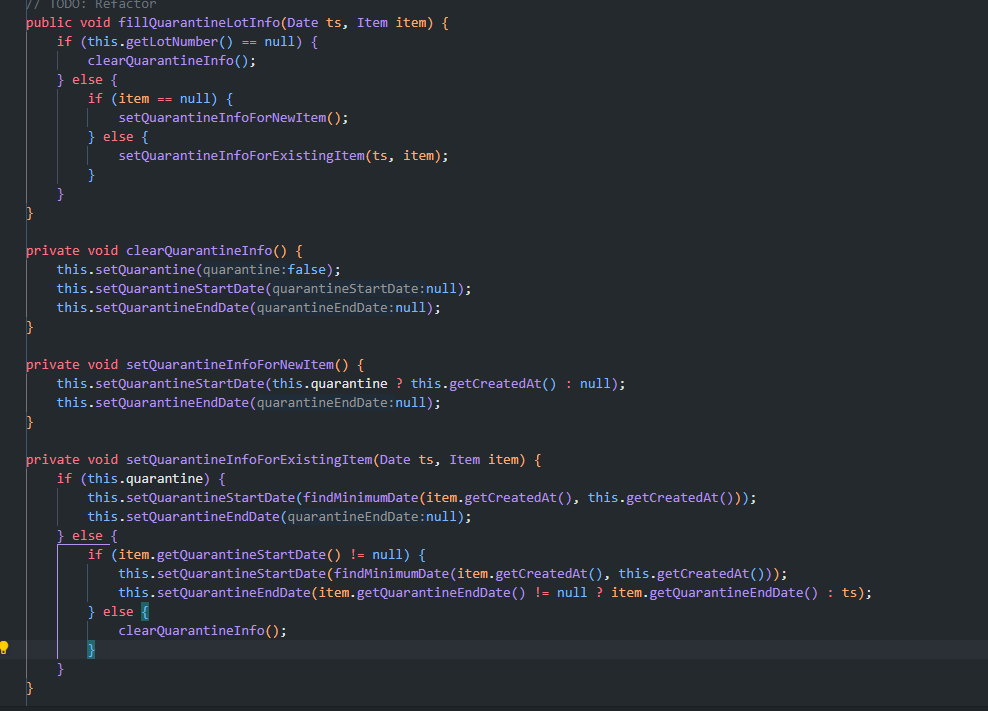 // TODO: Refactor
public void fillQuarantineLotInfo(Date ts, Item item) {
    if (this.getLotNumber() == null) {
        clearQuarantineInfo();
    } else {
        if (item == null) {
            setQuarantineInfoForNewItem();
        } else {
            setQuarantineInfoForExistingItem(ts, item);
        }
    }
}

private void clearQuarantineInfo() {
    this.setQuarantine(quarantine:false);
    this.setQuarantineStartDate(quarantineStartDate:null);
    this.setQuarantineEndDate(quarantineEndDate:null);
}

private void setQuarantineInfoForNewItem() {
    this.setQuarantineStartDate(this.quarantine ? this.getCreatedAt() : null);
    this.setQuarantineEndDate(quarantineEndDate:null);
}

private void setQuarantineInfoForExistingItem(Date ts, Item item) {
    if (this.quarantine) {
        this.setQuarantineStartDate(findMinimumDate(item.getCreatedAt(), this.getCreatedAt()));
        this.setQuarantineEndDate(quarantineEndDate:null);
    } else {
        if (item.getQuarantineStartDate() != null) {
            this.setQuarantineStartDate(findMinimumDate(item.getCreatedAt(), this.getCreatedAt()));
            this.setQuarantineEndDate(item.getQuarantineEndDate() != null ? item.getQuarantineEndDate() : ts);
        } else {
            clearQuarantineInfo();
        }
    }
}